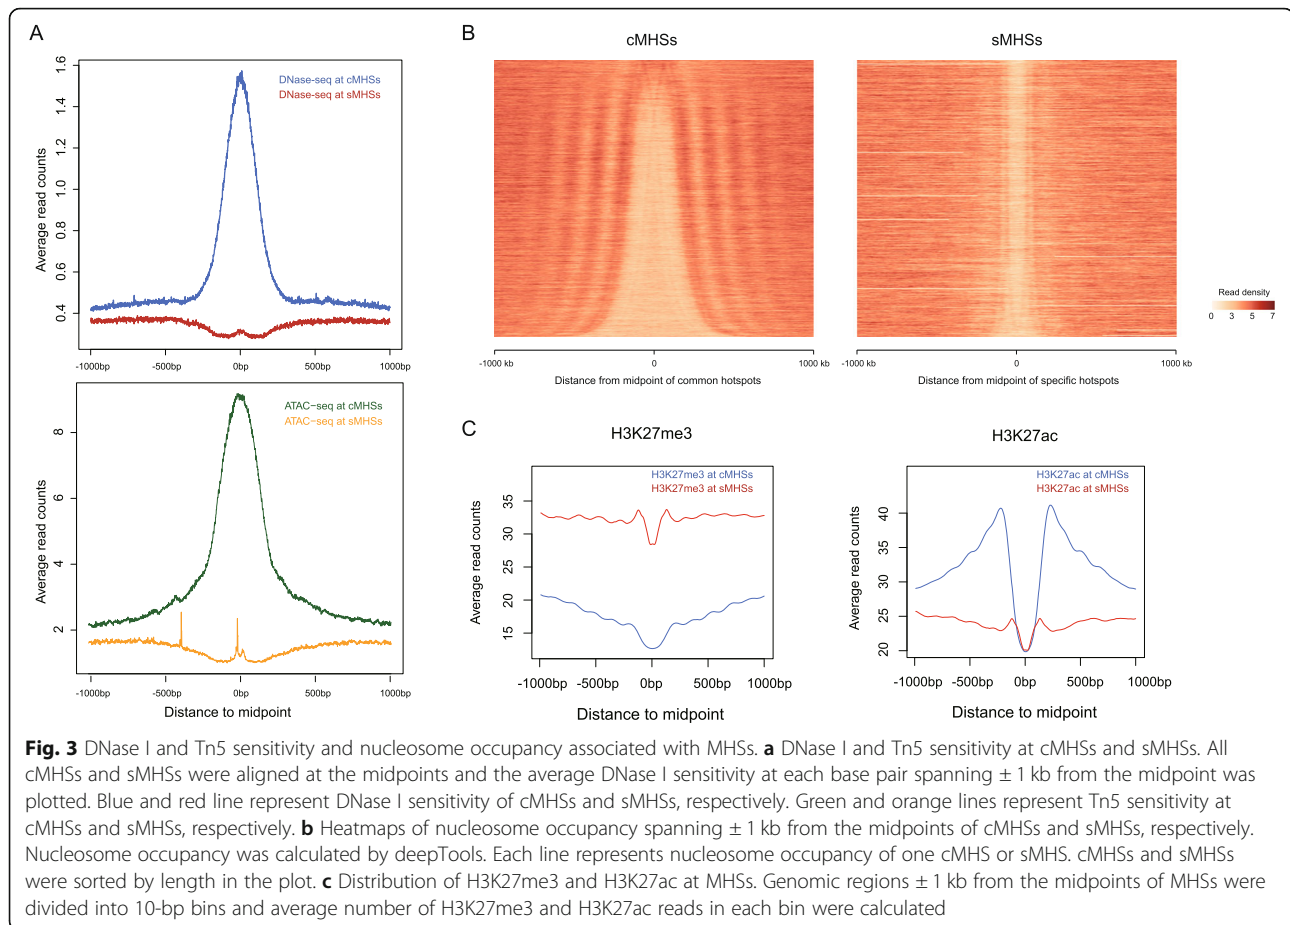 A
DNase-seq at cMHSs
DNase-seq at sMHSs
Average read counts
1.6
1.4
1.2
1.0
0.8
0.6
0.4
-1000bp
-500bp
0bp
500bp
1000bp
ATAC-seq at cMHSs
ATAC-seq at sMHSs
Average read counts
8
6
4
2
-1000bp
-500bp
0bp
500bp
1000bp
Distance to midpoint
B
cMHSs
sMHSs
-1000 kb
0
1000 kb
Distance from midpoint of common hotspots
-1000 kb
0
1000 kb
Distance from midpoint of specific hotspots
Read density
0 3 5 7
C
H3K27me3
H3K27me3 at cMHSs
H3K27me3 at sMHSs
Average read counts
35
30
25
20
15
-1000bp
-500bp
0bp
500bp
1000bp
Distance to midpoint
H3K27ac
H3K27ac at cMHSs
H3K27ac at sMHSs
Average read counts
40
35
30
25
20
-1000bp
-500bp
0bp
500bp
1000bp
Distance to midpoint
Fig. 3 DNase I and Tn5 sensitivity and nucleosome occupancy associated with MHSs. a DNase I and Tn5 sensitivity at cMHSs and sMHSs. All
cMHSs and sMHSs were aligned at the midpoints and the average DNase I sensitivity at each base pair spanning ± 1 kb from the midpoint was
plotted. Blue and red line represent DNase I sensitivity of cMHSs and sMHSs, respectively. Green and orange lines represent Tn5 sensitivity at
cMHSs and sMHSs, respectively. b Heatmaps of nucleosome occupancy spanning ± 1 kb from the midpoints of cMHSs and sMHSs, respectively.
Nucleosome occupancy was calculated by deepTools. Each line represents nucleosome occupancy of one cMHS or sMHS. cMHSs and sMHSs
were sorted by length in the plot. c Distribution of H3K27me3 and H3K27ac at MHSs. Genomic regions ± 1 kb from the midpoints of MHSs were
divided into 10-bp bins and average number of H3K27me3 and H3K27ac reads in each bin were calculated